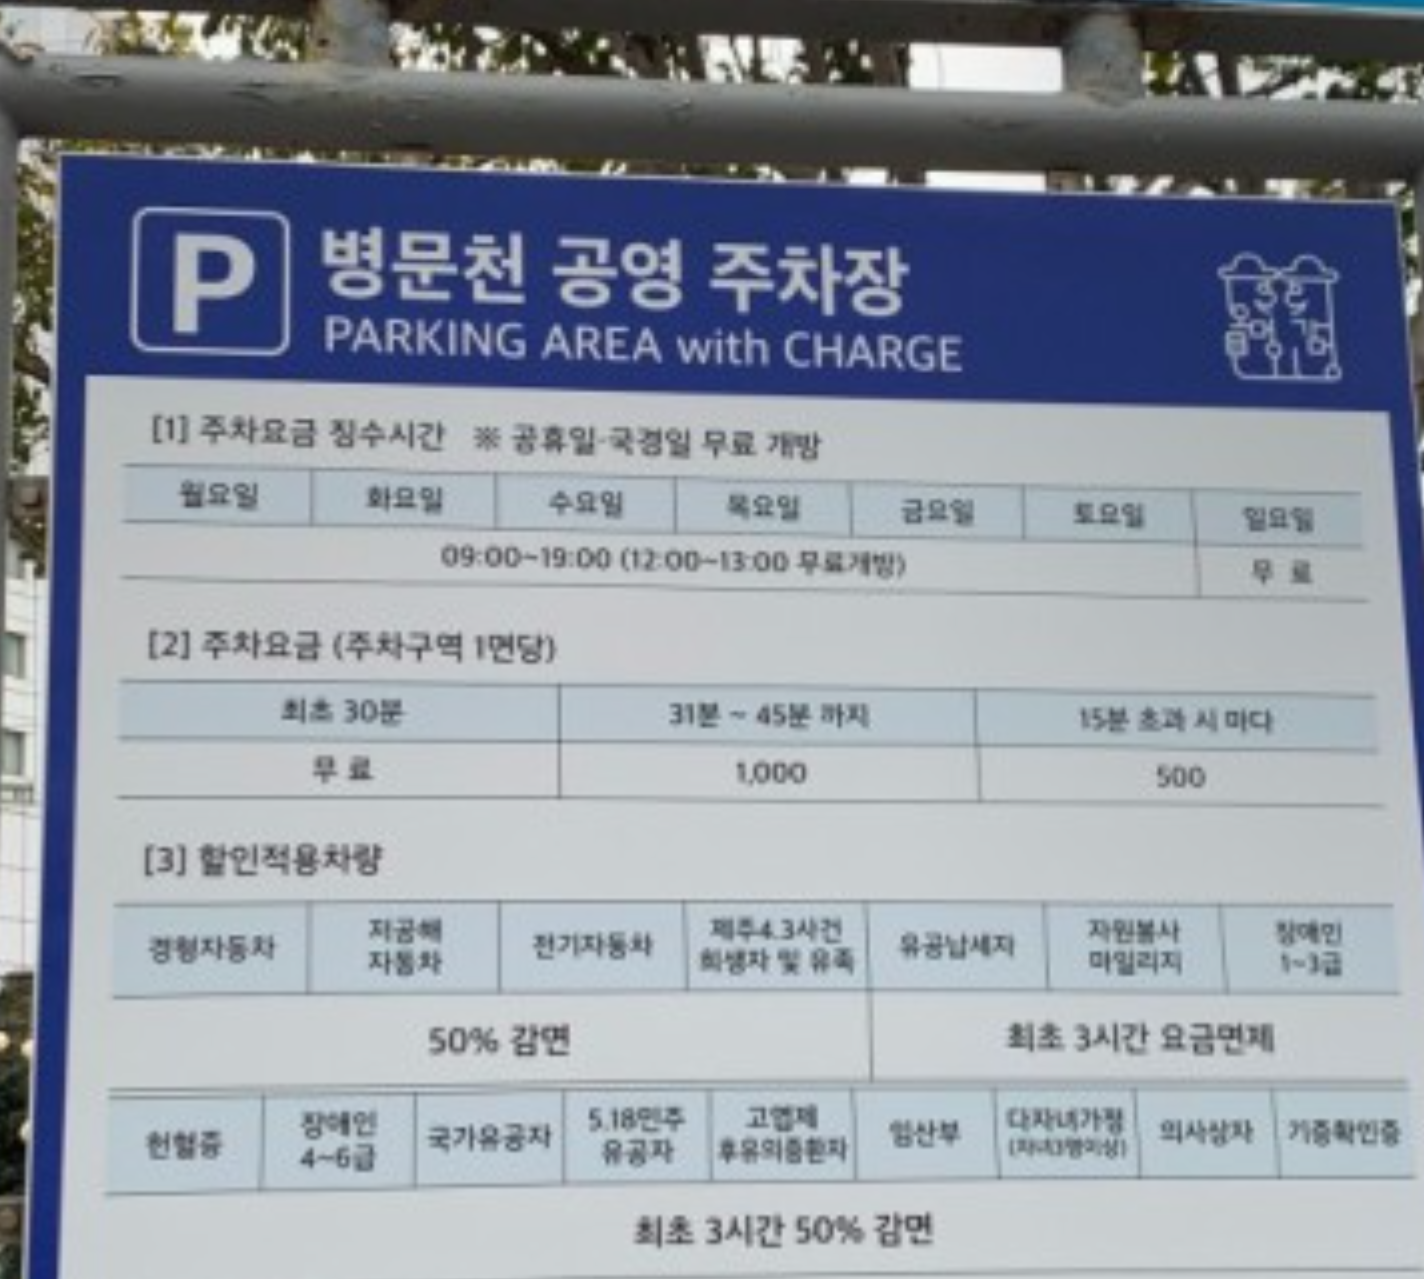 P
병문천 공영 주차장
PARKING AREA with CHARGE
[1] 주차요금 징수시간 ※ 공휴일·국경일 무료 개방
월요일 화요일 수요일 목요일 금요일 토요일 일요일
09:00~19:00 (12:00~13:00 무료개방) 무 료
[2] 주차요금 (주차구역 1면당)
최초 30분 31분 ~ 45분 까지 15분 초과 시 마다
무 료 1,000 500
[3] 할인적용차량
경형자동차 저공해 자동차 전기자동차 제주4.3사건 희생자 및 유족 유공납세자 자원봉사 마일리지 장애인 1~3급
50% 감면 최초 3시간 요금면제
헌혈증 장애인 4~6급 국가유공자 5.18민주 유공자 고엽제 후유의증환자 임산부 다자녀가정 (자녀3명이상) 의사상자 기증확인증
최초 3시간 50% 감면